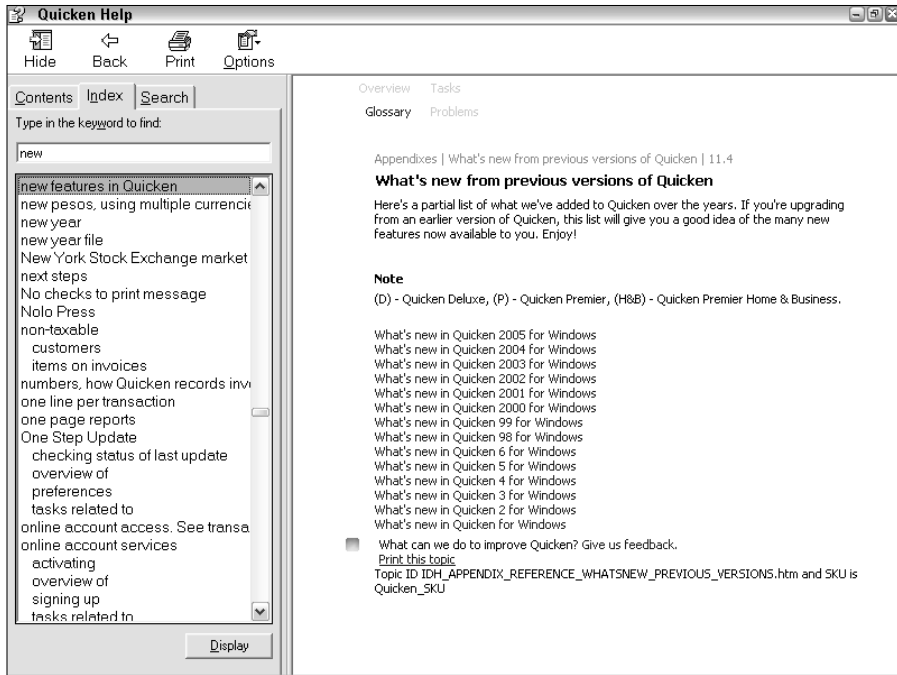 Quicken Help
Hide Back Print Options
Contents Index Search
Type in the keyword to find:
new
new features in Quicken
new pesos, using multiple currencie
new year
new year file
New York Stock Exchange market
next steps
No checks to print message
Nolo Press
non-taxable
customers
items on invoices
numbers, how Quicken records inv
one line per transaction
one page reports
One Step Update
checking status of last update
overview of
preferences
tasks related to
online account access. See transa
online account services
activating
overview of
signing up
tasks related to
Display
Overview Tasks
Glossary Problems
Appendixes | What's new from previous versions of Quicken | 11.4
What's new from previous versions of Quicken
Here's a partial list of what we've added to Quicken over the years. If you're upgrading
from an earlier version of Quicken, this list will give you a good idea of the many new
features now available to you. Enjoy!
Note
(D) - Quicken Deluxe, (P) - Quicken Premier, (H&B) - Quicken Premier Home & Business.
What's new in Quicken 2005 for Windows
What's new in Quicken 2004 for Windows
What's new in Quicken 2003 for Windows
What's new in Quicken 2002 for Windows
What's new in Quicken 2001 for Windows
What's new in Quicken 2000 for Windows
What's new in Quicken 99 for Windows
What's new in Quicken 98 for Windows
What's new in Quicken 6 for Windows
What's new in Quicken 5 for Windows
What's new in Quicken 4 for Windows
What's new in Quicken 3 for Windows
What's new in Quicken 2 for Windows
What's new in Quicken for Windows
What can we do to improve Quicken? Give us feedback.
Print this topic
Topic ID IDH_APPENDIX_REFERENCE_WHATSNEW_PREVIOUS_VERSIONS.htm and SKU is
Quicken_SKU